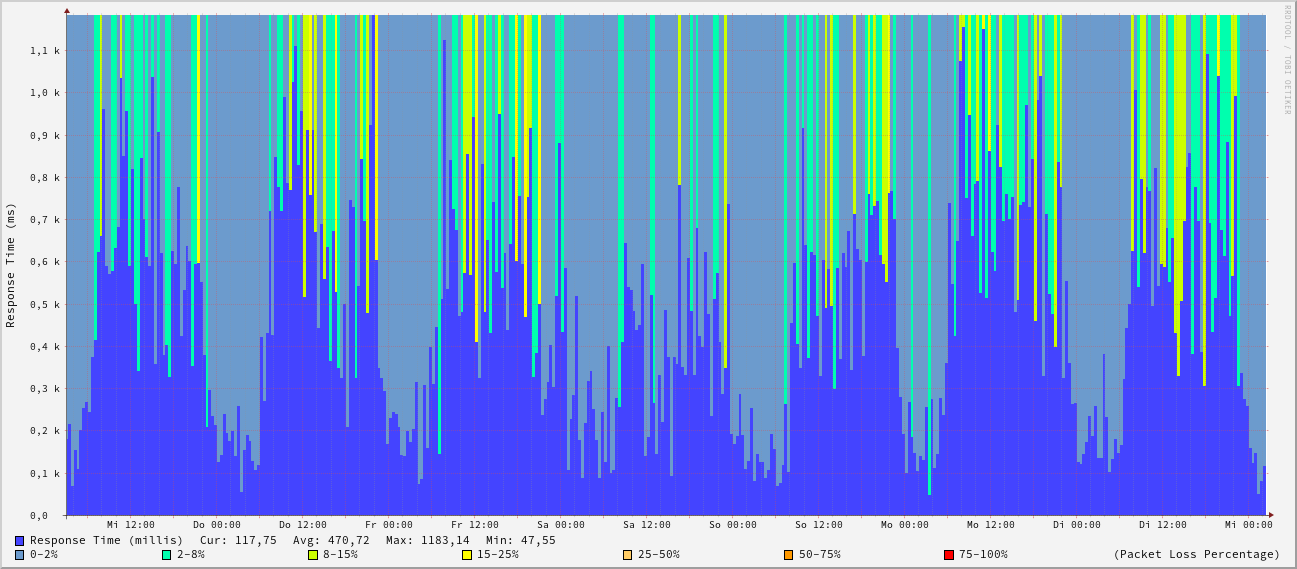 RRDTOOL / TOBI OETIKER
Response Time (ms)
1,1 k
1,0 k
0,9 k
0,8 k
0,7 k
0,6 k
0,5 k
0,4 k
0,3 k
0,2 k
0,1 k
0,0
Mi 12:00 Do 00:00 Do 12:00 Fr 00:00 Fr 12:00 Sa 00:00 Sa 12:00 So 00:00 So 12:00 Mo 00:00 Mo 12:00 Di 00:00 Di 12:00 Mi 00:00
Response Time (millis) Cur: 117,75 Avg: 470,72 Max: 1183,14 Min: 47,55
0-2% 2-8% 8-15% 15-25% 25-50% 50-75% 75-100% (Packet Loss Percentage)